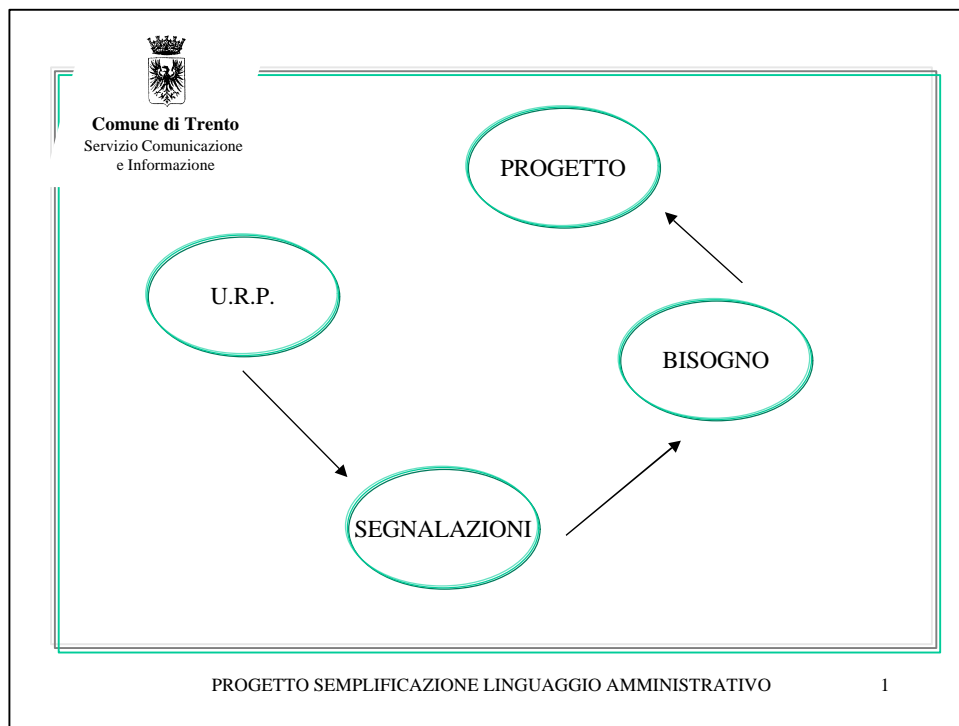 Comune di Trento
Servizio Comunicazione
e Informazione
PROGETTO
U.R.P.
BISOGNO
SEGNALAZIONI
PROGETTO SEMPLIFICAZIONE LINGUAGGIO AMMINISTRATIVO 1